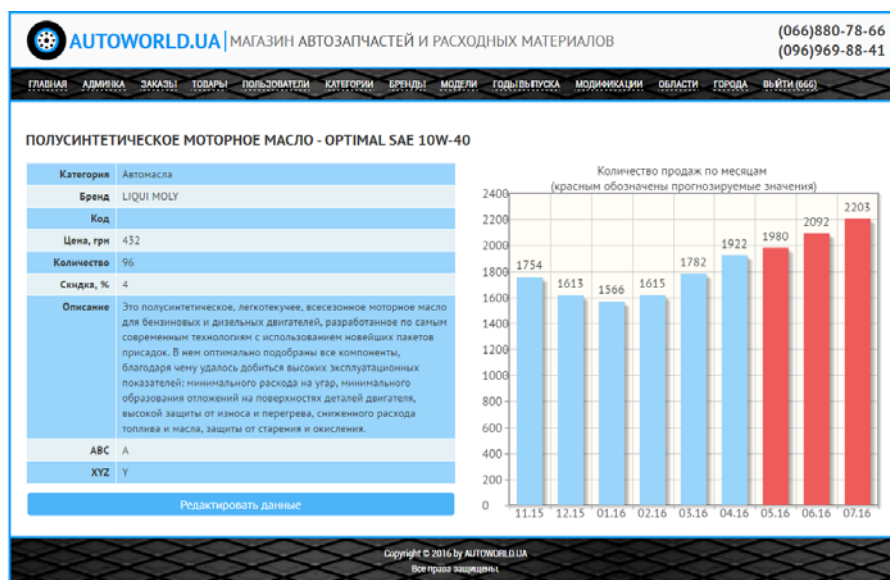 AUTOWORLD.UA
МАГАЗИН АВТОЗАПЧАСТЕЙ И РАСХОДНЫХ МАТЕРИАЛОВ
(066)880-78-66
(096)969-88-41
ГЛАВНАЯ АДМИНКА ЗАКАЗЫ ТОВАРЫ ПОЛЬЗОВАТЕЛИ КАТЕГОРИИ БРЕНДЫ МОДЕЛИ ГОДЫ ВЫПУСКА МОДИФИКАЦИИ ОБЛАСТИ ГОРОДА ВЫЙТИ (666)
ПОЛУСИНТЕТИЧЕСКОЕ МОТОРНОЕ МАСЛО - OPTIMAL SAE 10W-40
Категория Автомасла
Бренд LIQUI MOLY
Код
Цена, грн 432
Количество 96
Скидка, % 4
Описание Это полусинтетическое, легкотекучее, всесезонное моторное масло
для бензиновых и дизельных двигателей, разработанное по самым
современным технологиям с использованием новейших пакетов
присадок. В нем оптимально подобраны все компоненты,
благодаря чему удалось добиться высоких эксплуатационных
показателей: минимального расхода на угар, минимального
образования отложений на поверхностях деталей двигателя,
высокой защиты от износа и перегрева, сниженного расхода
топлива и масла, защиты от старения и окисления.
ABC A
XYZ Y
Редактировать данные
Количество продаж по месяцам
(красным обозначены прогнозируемые значения)
2400
2200
2000
1800
1600
1400
1200
1000
800
600
400
200
0
1754 1613 1566 1615 1782 1922 1980 2092 2203
11.15 12.15 01.16 02.16 03.16 04.16 05.16 06.16 07.16
Copyright © 2016 by AUTOWORLD.UA
Все права защищены.